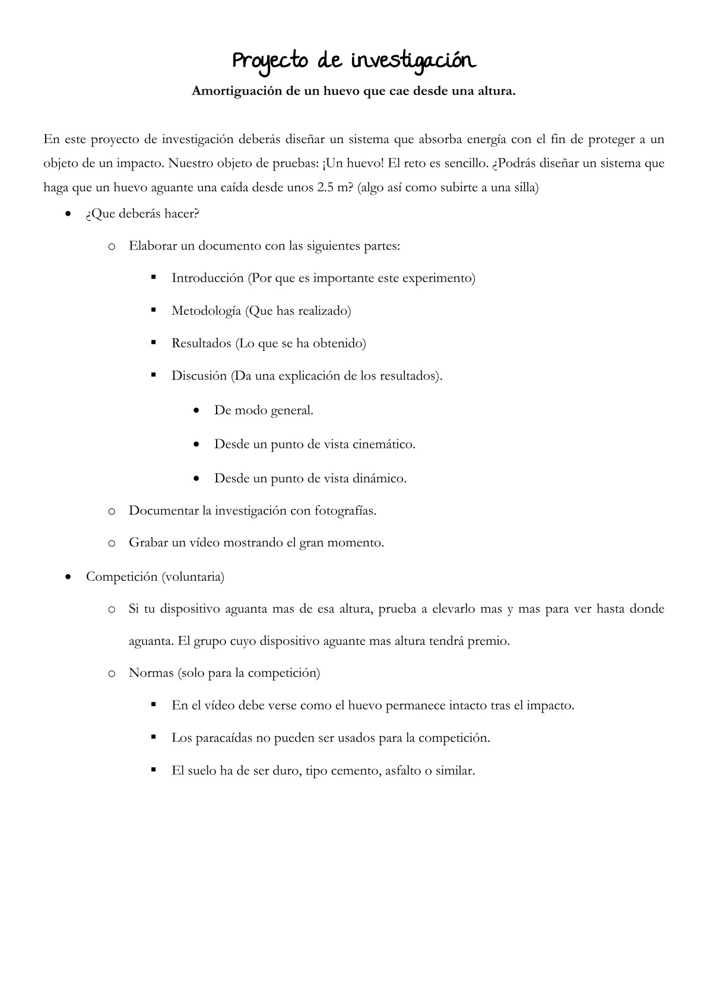 Proyecto de investigación
Amortiguación de un huevo que cae desde una altura.
En este proyecto de investigación deberás diseñar un sistema que absorba energía con el fin de proteger a un
objeto de un impacto. Nuestro objeto de pruebas: ¡Un huevo! El reto es sencillo. ¿Podrás diseñar un sistema que
haga que un huevo aguante una caída desde unos 2.5 m? (algo así como subirte a una silla)
• ¿Que deberás hacer?
o Elaborar un documento con las siguientes partes:
▪ Introducción (Por que es importante este experimento)
▪ Metodología (Que has realizado)
▪ Resultados (Lo que se ha obtenido)
▪ Discusión (Da una explicación de los resultados).
• De modo general.
• Desde un punto de vista cinemático.
• Desde un punto de vista dinámico.
o Documentar la investigación con fotografías.
o Grabar un vídeo mostrando el gran momento.
• Competición (voluntaria)
o Si tu dispositivo aguanta mas de esa altura, prueba a elevarlo mas y mas para ver hasta donde
aguanta. El grupo cuyo dispositivo aguante mas altura tendrá premio.
o Normas (solo para la competición)
▪ En el vídeo debe verse como el huevo permanece intacto tras el impacto.
▪ Los paracaídas no pueden ser usados para la competición.
▪ El suelo ha de ser duro, tipo cemento, asfalto o similar.